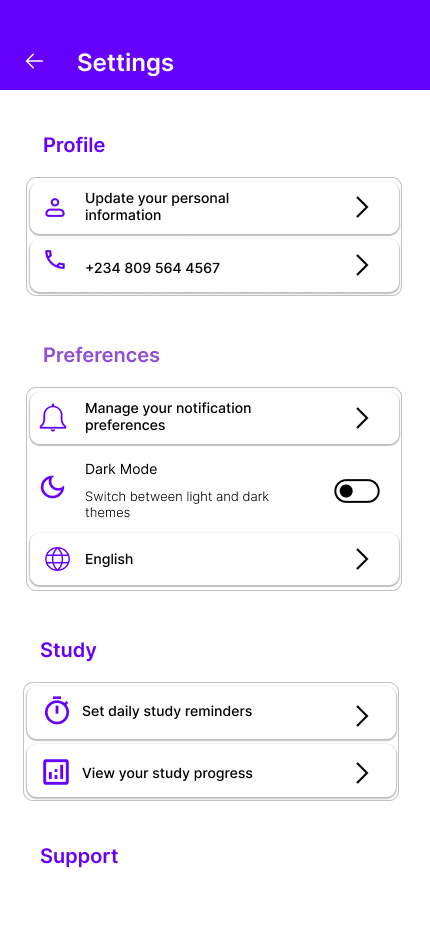 Settings
Profile
Update your personal
information
+234 809 564 4567
Preferences
Manage your notification
preferences
Dark Mode
Switch between light and dark
themes
English
Study
Set daily study reminders
View your study progress
Support